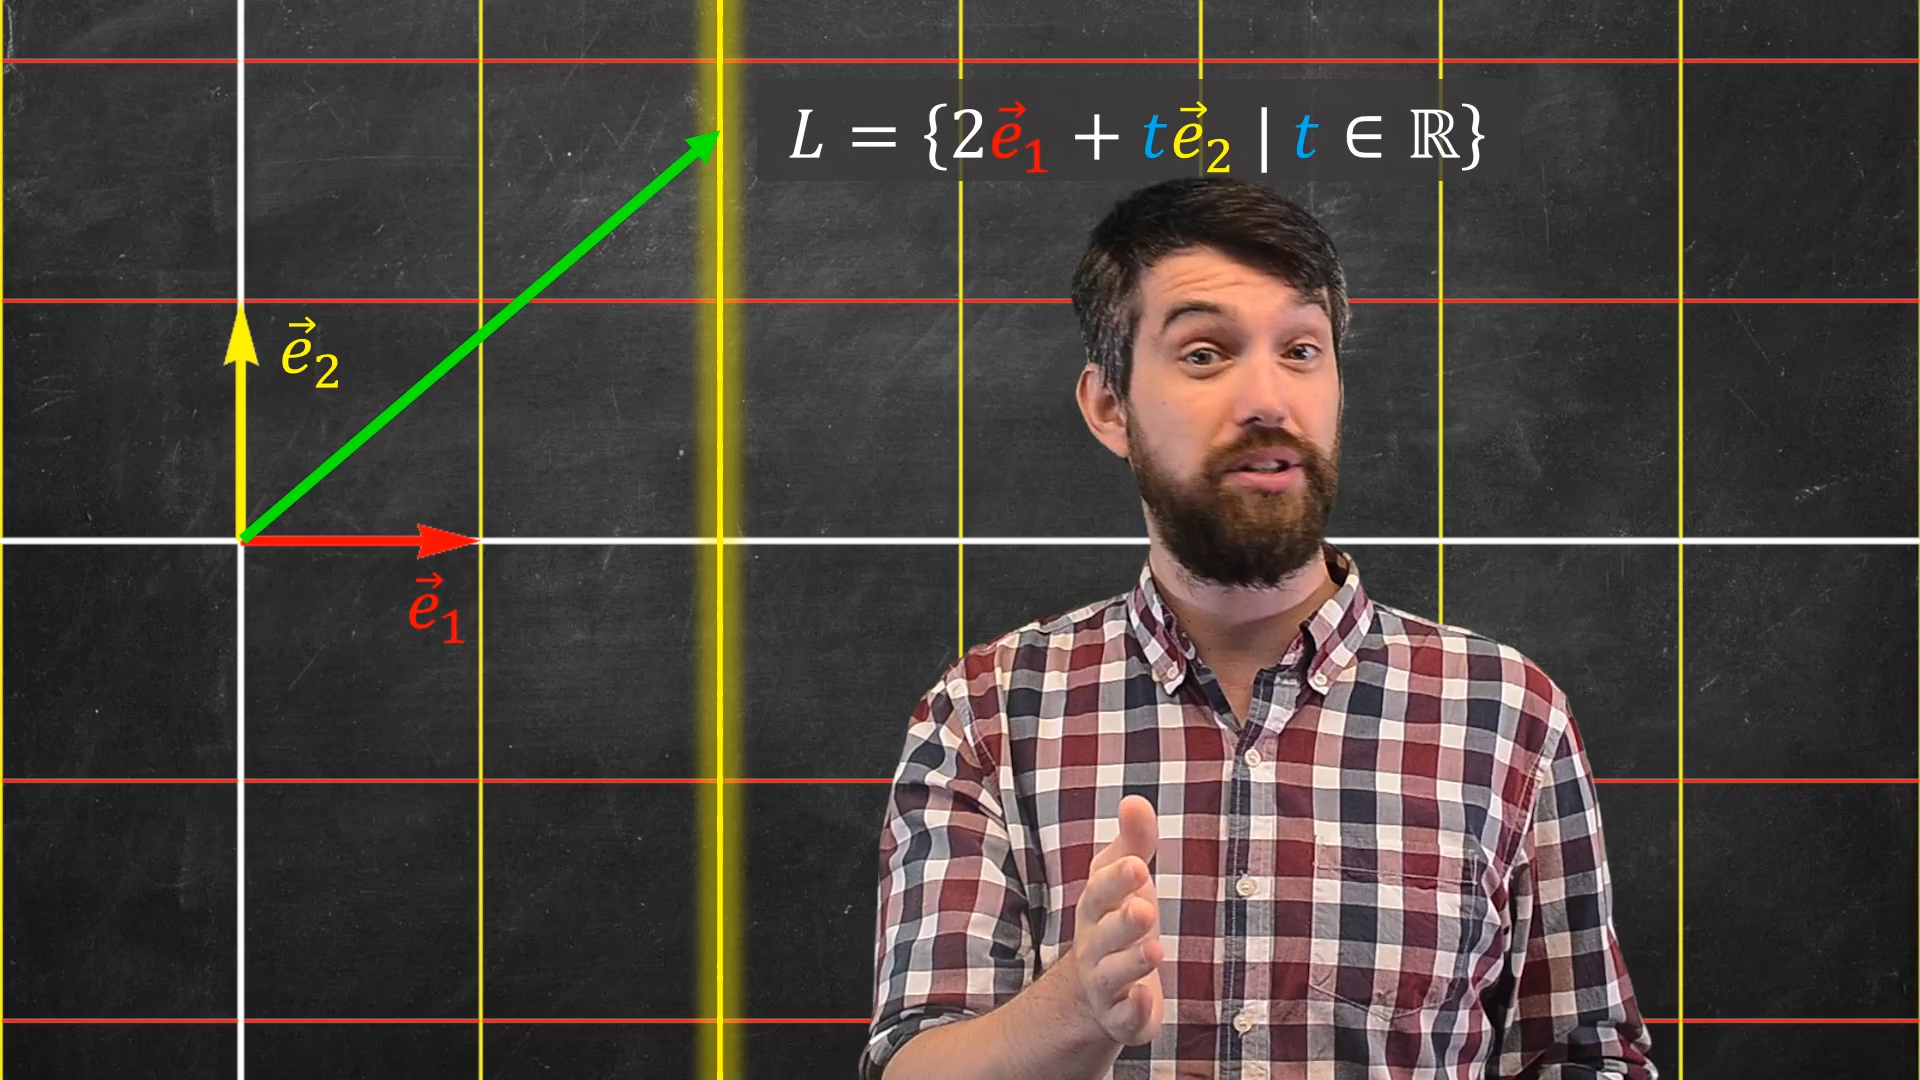 L = {2e⃗₁ + te⃗₂ | t ∈ ℝ}
e⃗₂
e⃗₁